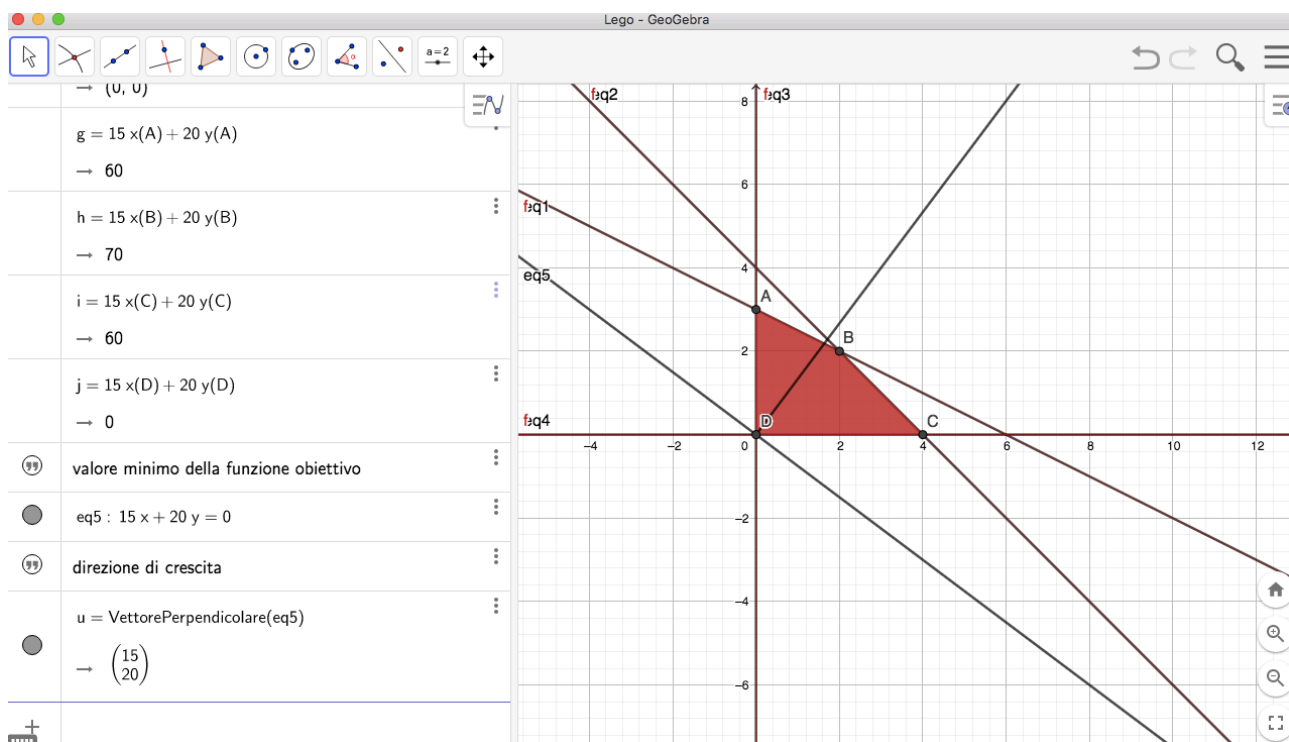 Lego - GeoGebra
a=2
→ (0, 0)
g = 15 x(A) + 20 y(A)
→ 60
h = 15 x(B) + 20 y(B)
→ 70
i = 15 x(C) + 20 y(C)
→ 60
j = 15 x(D) + 20 y(D)
→ 0
valore minimo della funzione obiettivo
eq5 : 15 x + 20 y = 0
direzione di crescita
u = VettorePerpendicolare(eq5)
→ (15
20)
eq2
eq3
8
6
eq1
eq5
4
A
B
2
eq4
D
C
-4
-2
0
2
4
6
8
10
12
-2
-4
-6